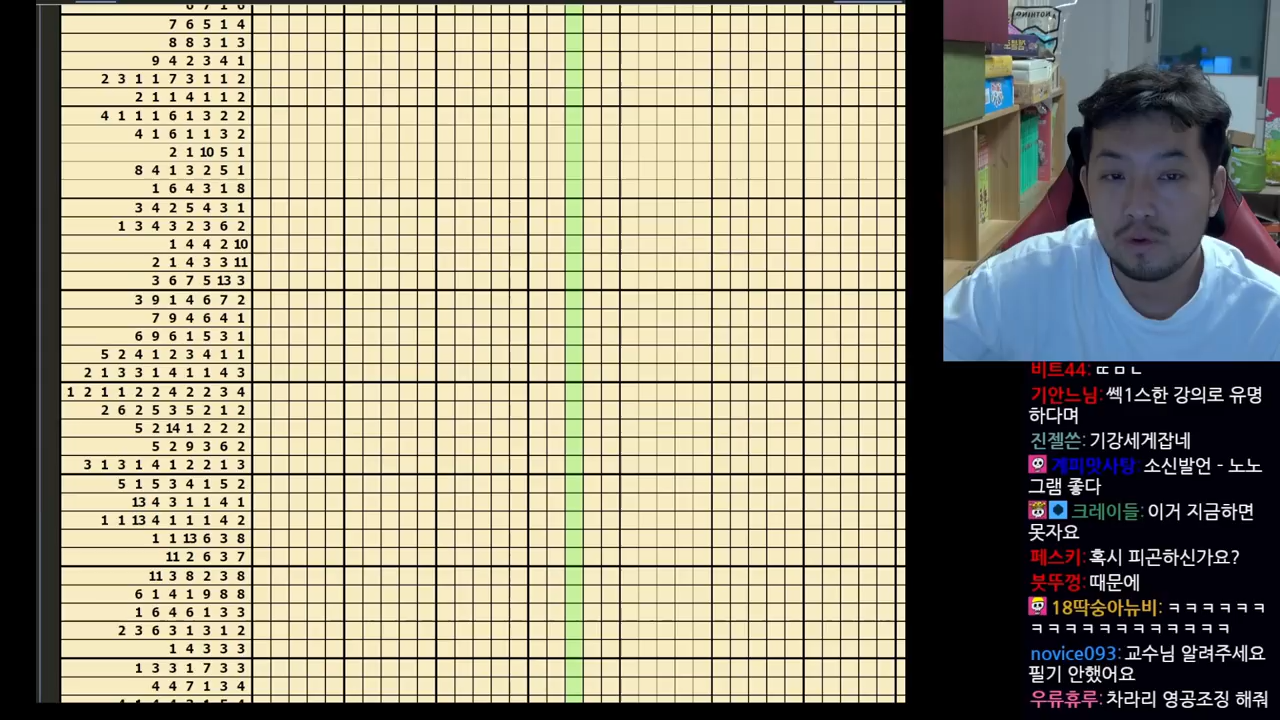 7 6 5 1 4
8 8 3 1 3
9 4 2 3 4 1
2 3 1 1 7 3 1 1 2
2 1 1 4 1 1 2
4 1 1 1 6 1 3 2 2
4 1 6 1 1 3 2
2 1 10 5 1
8 4 1 3 2 5 1
1 6 4 3 1 8
3 4 2 5 4 3 1
1 3 4 3 2 3 6 2
1 4 4 2 10
2 1 4 3 3 11
3 6 7 5 13 3
3 9 1 4 6 7 2
7 9 4 6 4 1
6 9 6 1 5 3 1
5 2 4 1 2 3 4 1 1
2 1 3 3 1 4 1 1 4 3
1 2 1 1 2 2 4 2 2 3 4
2 6 2 5 3 5 2 1 2
5 2 14 1 2 2 2
5 2 9 3 6 2
3 1 3 1 4 1 2 2 1 3
5 1 5 3 4 1 5 2
13 4 3 1 1 4 1
1 1 13 4 1 1 1 4 2
1 1 13 6 3 8
11 2 6 3 7
11 3 8 2 3 8
6 1 4 1 9 8 8
1 6 4 6 1 3 3
2 3 6 3 1 3 1 2
1 4 3 3 3
1 3 3 1 7 3 3
4 4 7 1 3 4
비트44: ㄸㅁㄴ
기안느님: 쎅1스한 강의로 유명
하다며
진젤쓴: 기강세게잡네
계피맛사탕 소신발언 - 노노
그램 좋다
크레이들: 이거 지금하면
못자요
페스키: 혹시 피곤하신가요?
붓뚜껑: 때문에
18딱숭아뉴비: ㅋㅋㅋㅋㅋㅋ
ㅋㅋㅋㅋㅋㅋㅋㅋㅋㅋㅋㅋ
novice093: 교수님 알려주세요
필기 안했어요
우류휴루: 차라리 영공조징 해줘